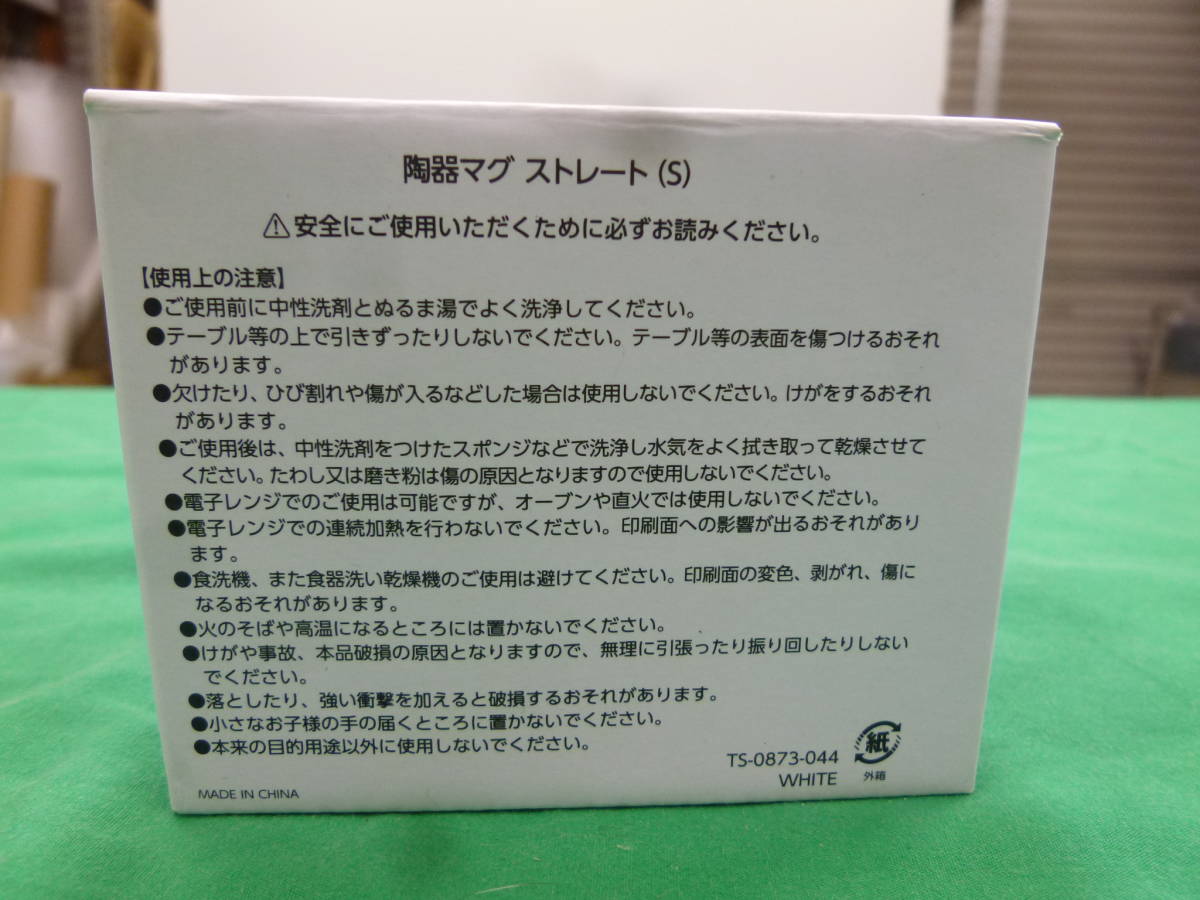 陶器マグ ストレート (S)
⚠安全にご使用いただくために必ずお読みください。
【使用上の注意】
●ご使用前に中性洗剤とぬるま湯でよく洗浄してください。
●テーブル等の上で引きずったりしないでください。テーブル等の表面を傷つけるおそれ
があります。
●欠けたり、ひび割れや傷が入るなどした場合は使用しないでください。けがをするおそれ
があります。
●ご使用後は、中性洗剤をつけたスポンジなどで洗浄し水気をよく拭き取って乾燥させて
ください。たわし又は磨き粉は傷の原因となりますので使用しないでください。
●電子レンジでのご使用は可能ですが、オーブンや直火では使用しないでください。
●電子レンジでの連続加熱を行わないでください。印刷面への影響が出るおそれがあり
ます。
●食洗機、また食器洗い乾燥機のご使用は避けてください。印刷面の変色、剥がれ、傷に
なるおそれがあります。
●火のそばや高温になるところには置かないでください。
●けがや事故、本品破損の原因となりますので、無理に引張ったり振り回したりしない
でください。
●落としたり、強い衝撃を加えると破損するおそれがあります。
●小さなお子様の手の届くところに置かないでください。
●本来の目的用途以外に使用しないでください。
TS-0873-044
WHITE
紙
外箱
MADE IN CHINA